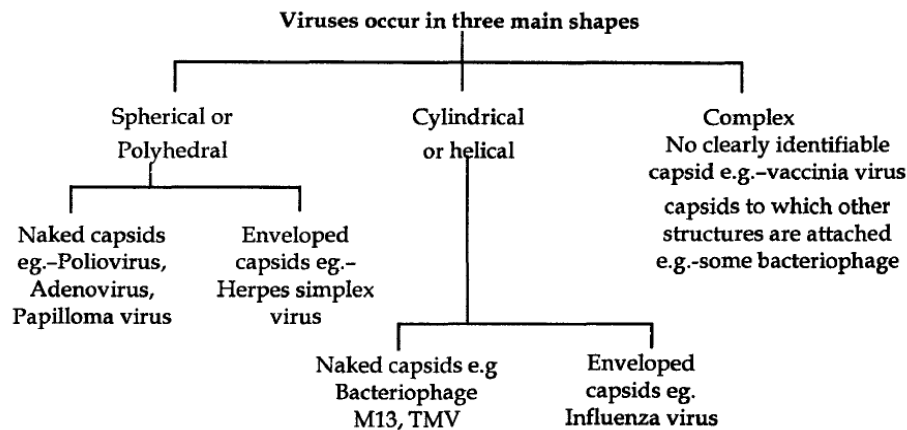 Viruses occur in three main shapes
Spherical or
Polyhedral
Naked capsids
eg.–Poliovirus,
Adenovirus,
Papilloma virus
Enveloped
capsids eg.–
Herpes simplex
virus
Cylindrical
or helical
Naked capsids e.g
Bacteriophage
M13, TMV
Enveloped
capsids eg.
Influenza virus
Complex
No clearly identifiable
capsid e.g.–vaccinia virus
capsids to which other
structures are attached
e.g.-some bacteriophage